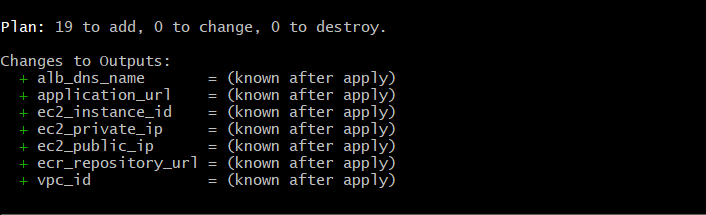 Plan: 19 to add, 0 to change, 0 to destroy.
Changes to Outputs:
+ alb_dns_name = (known after apply)
+ application_url = (known after apply)
+ ec2_instance_id = (known after apply)
+ ec2_private_ip = (known after apply)
+ ec2_public_ip = (known after apply)
+ ecr_repository_url = (known after apply)
+ vpc_id = (known after apply)